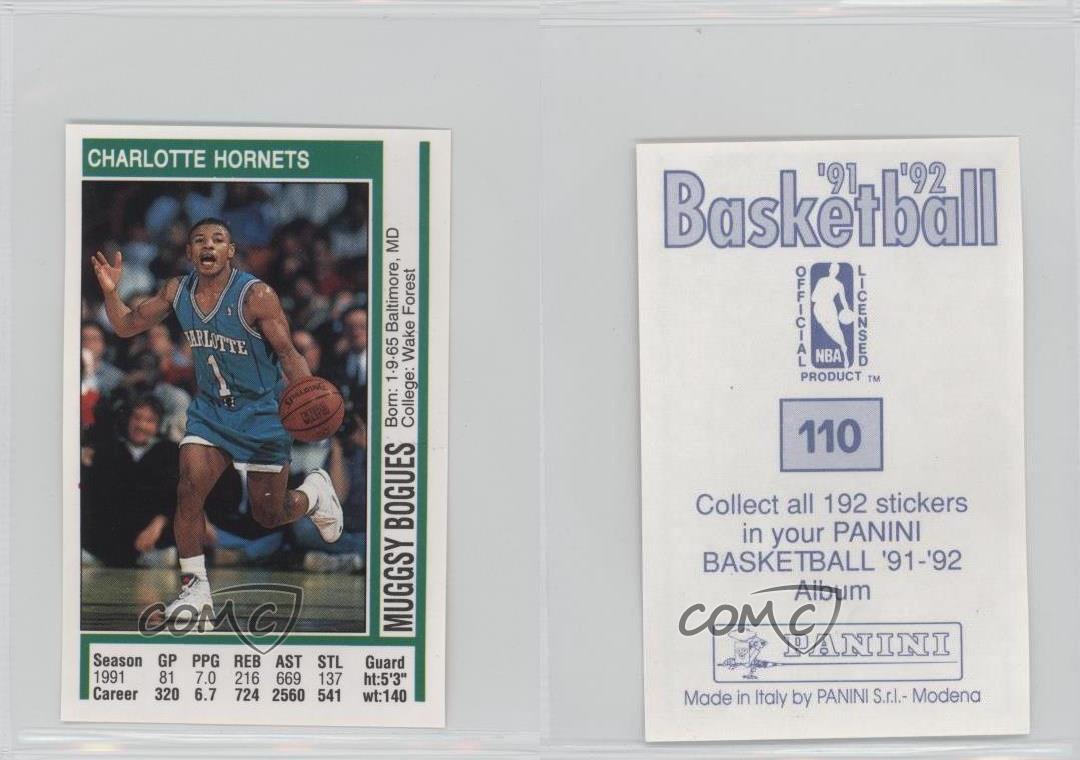 CHARLOTTE HORNETS
CHARLOTTE
1
SPALDING
MUGGSY BOGUES
Born: 1-9-65 Baltimore, MD
College: Wake Forest
Season GP PPG REB AST STL Guard
1991 81 7.0 216 669 137 ht:5'3"
Career 320 6.7 724 2560 541 wt:140
COMC
'91 '92
Basketball
OFFICIAL LICENSED
NBA
PRODUCT TM
110
Collect all 192 stickers
in your PANINI
BASKETBALL '91-'92
Album
COMC
PANINI
Made in Italy by PANINI S.r.l.- Modena